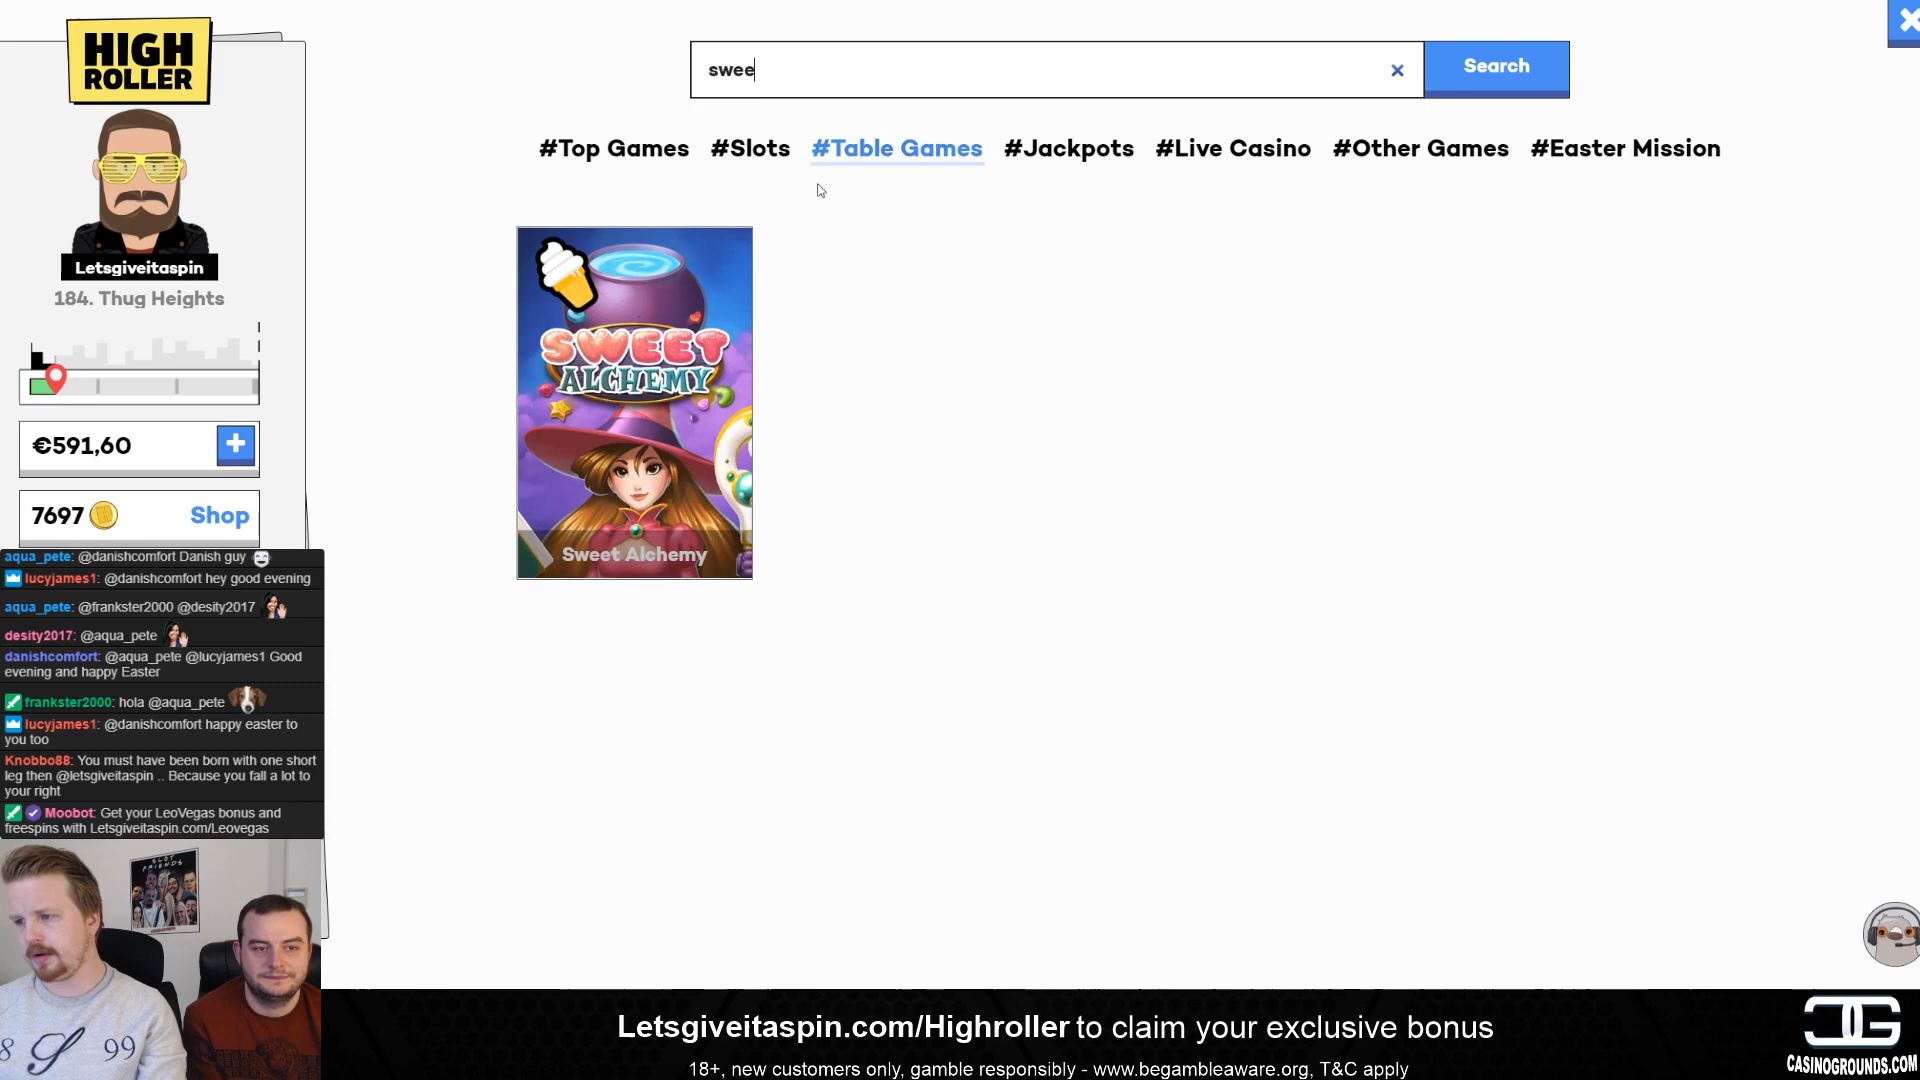 HIGH
ROLLER
Letsgiveitaspin
184. Thug Heights
€591,60
+
7697
Shop
swee
Search
#Top Games #Slots #Table Games #Jackpots #Live Casino #Other Games #Easter Mission
SWEET
ALCHEMY
Sweet Alchemy
aqua_pete: @danishcomfort Danish guy
lucyjames1: @danishcomfort hey good evening
aqua_pete: @frankster2000 @desity2017
desity2017: @aqua_pete
danishcomfort: @aqua_pete @lucyjames1 Good
evening and happy Easter
frankster2000: hola @aqua_pete
lucyjames1: @danishcomfort happy easter to
you too
Knobbo88: You must have been born with one short
leg then @letsgiveitaspin .. Because you fall a lot to
your right
Moobot: Get your LeoVegas bonus and
freespins with Letsgiveitaspin.com/Leovegas
SLOT
FRIENDS
8 S 99
Letsgiveitaspin.com/Highroller to claim your exclusive bonus
18+, new customers only, gamble responsibly - www.begambleaware.org, T&C apply
CG
CASINOGROUNDS.COM